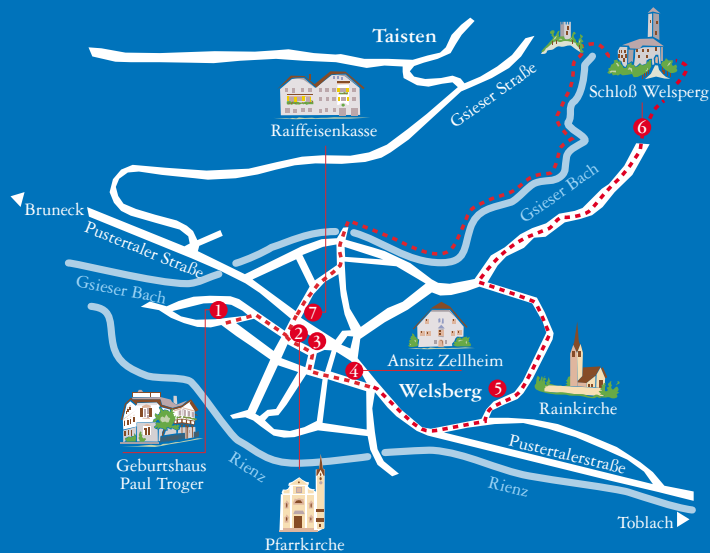 Taisten
Gsieser Straße
Schloß Welsperg
Raiffeisenkasse
6
Gsieser Bach
Bruneck
Pustertaler Straße
Gsieser Bach
1
7
2
3
4
Ansitz Zellheim
Welsberg
5
Rainkirche
Geburtshaus
Paul Troger
Rienz
Pustertalerstraße
Rienz
Toblach
Pfarrkirche